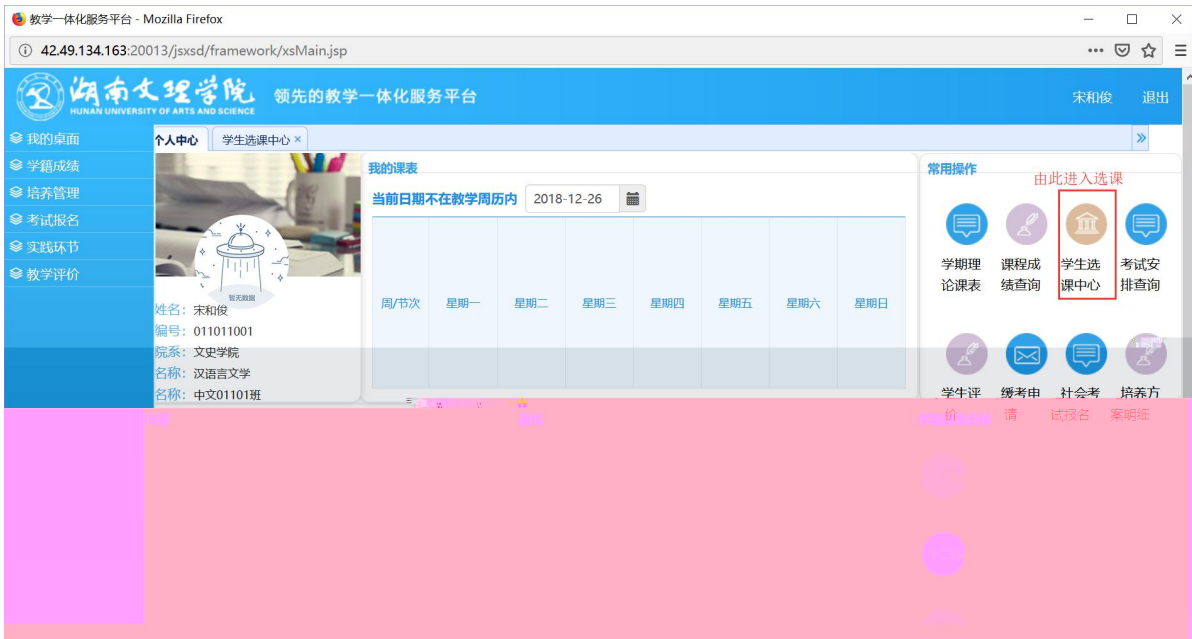 教学一体化服务平台 - Mozilla Firefox
42.49.134.163:20013/jsxsd/framework/xsMain.jsp
湖南文理学院
HUNAN UNIVERSITY OF ARTS AND SCIENCE
领先的教学一体化服务平台
宋和俊 退出
我的桌面
学籍成绩
培养管理
考试报名
实践环节
教学评价
个人中心 学生选课中心 ×
暂无数据
姓名：宋和俊
编号：011011001
院系：文史学院
名称：汉语言文学
名称：中文01101班
我的课表
当前日期不在教学周历内 2018-12-26
周/节次 星期一 星期二 星期三 星期四 星期五 星期六 星期日
常用操作
由此进入选课
学期理论课表
课程成绩查询
学生选课中心
考试安排查询
学生评价
缓考申请
社会考试报名
培养方案明细